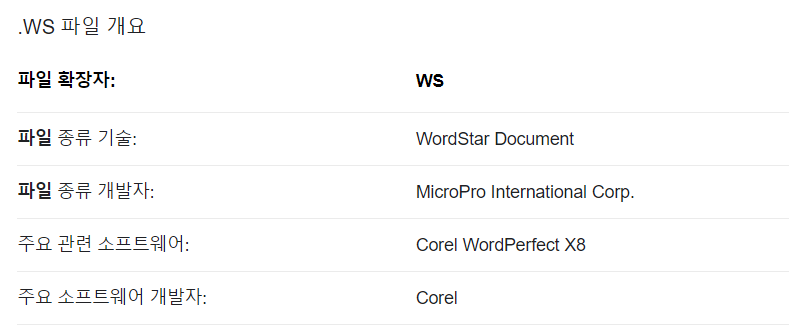 .WS 파일 개요
파일 확장자: WS
파일 종류 기술: WordStar Document
파일 종류 개발자: MicroPro International Corp.
주요 관련 소프트웨어: Corel WordPerfect X8
주요 소프트웨어 개발자: Corel